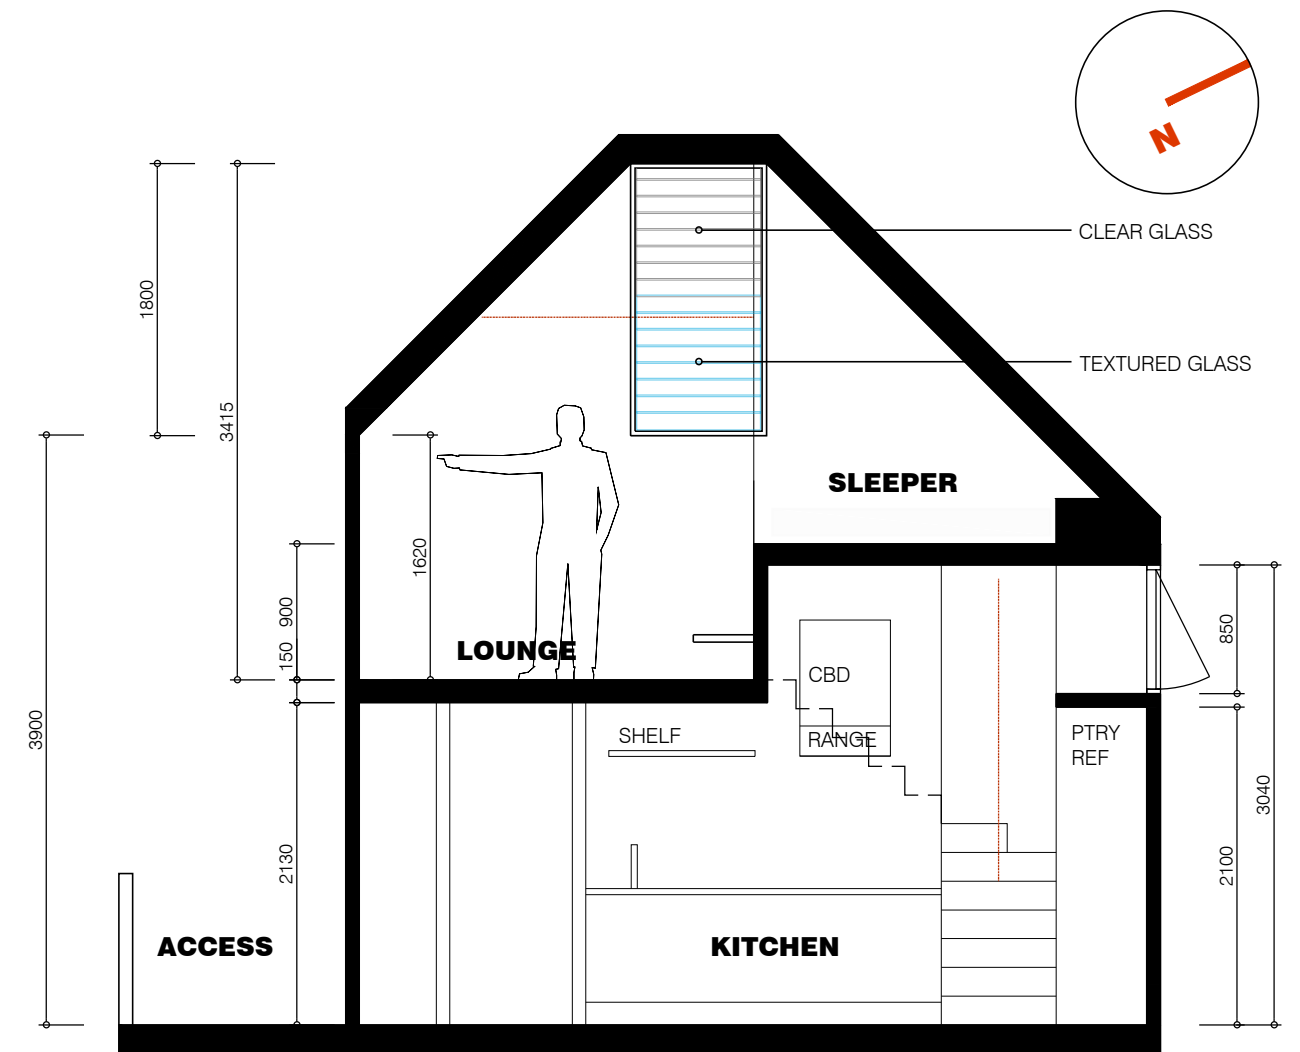 N
CLEAR GLASS
1800
TEXTURED GLASS
3415
SLEEPER
1620
900
850
LOUNGE
150
CBD
3900
SHELF
RANGE
PTRY
REF
3040
2130
2100
ACCESS
KITCHEN